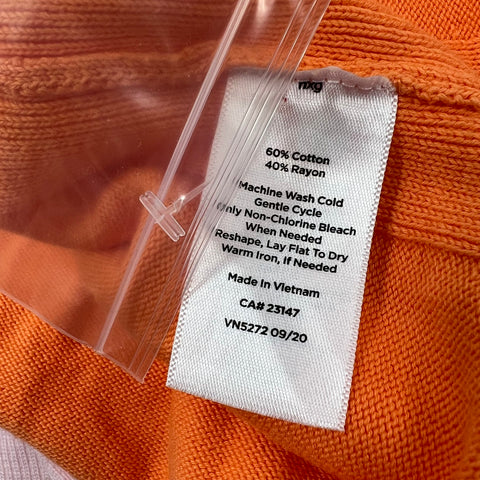 60% Cotton
40% Rayon
Machine Wash Cold
Gentle Cycle
Only Non-Chlorine Bleach
When Needed
Reshape, Lay Flat To Dry
Warm Iron, If Needed
Made In Vietnam
CA# 23147
VN5272 09/20